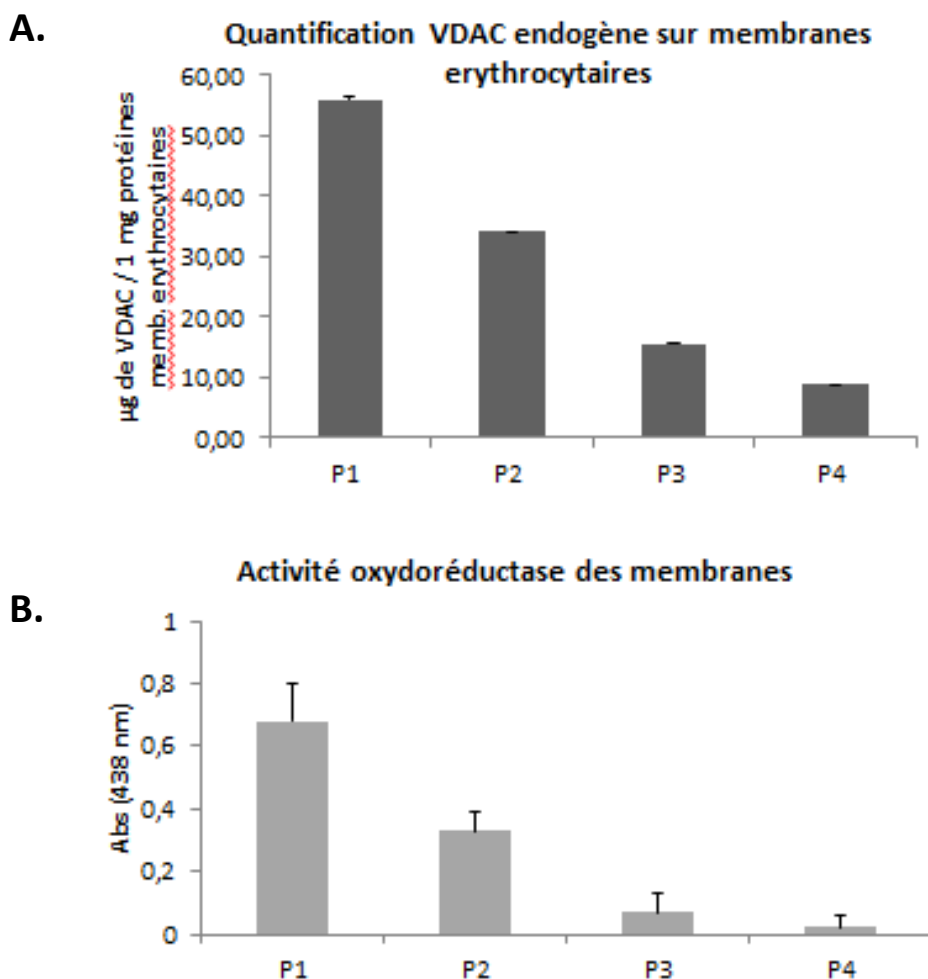 A.
Quantification VDAC endogène sur membranes
erythrocytaires
µg de VDAC / 1 mg protéines
memb. erythrocytaires
60,00
50,00
40,00
30,00
20,00
10,00
0,00
P1 P2 P3 P4
Activité oxydoréductase des membranes
B.
Abs (438 nm)
1
0,8
0,6
0,4
0,2
0
P1 P2 P3 P4